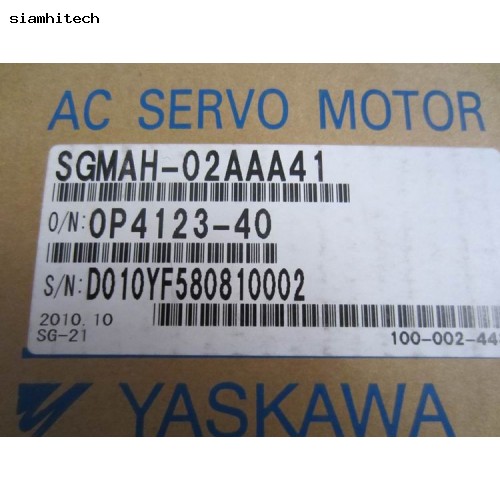 siamhitech
AC SERVO MOTOR
SGMAH-02AAA41
O/N: OP4123-40
S/N: D010YF580810002
2010.10
SG-21
100-002-44
YASKAWA